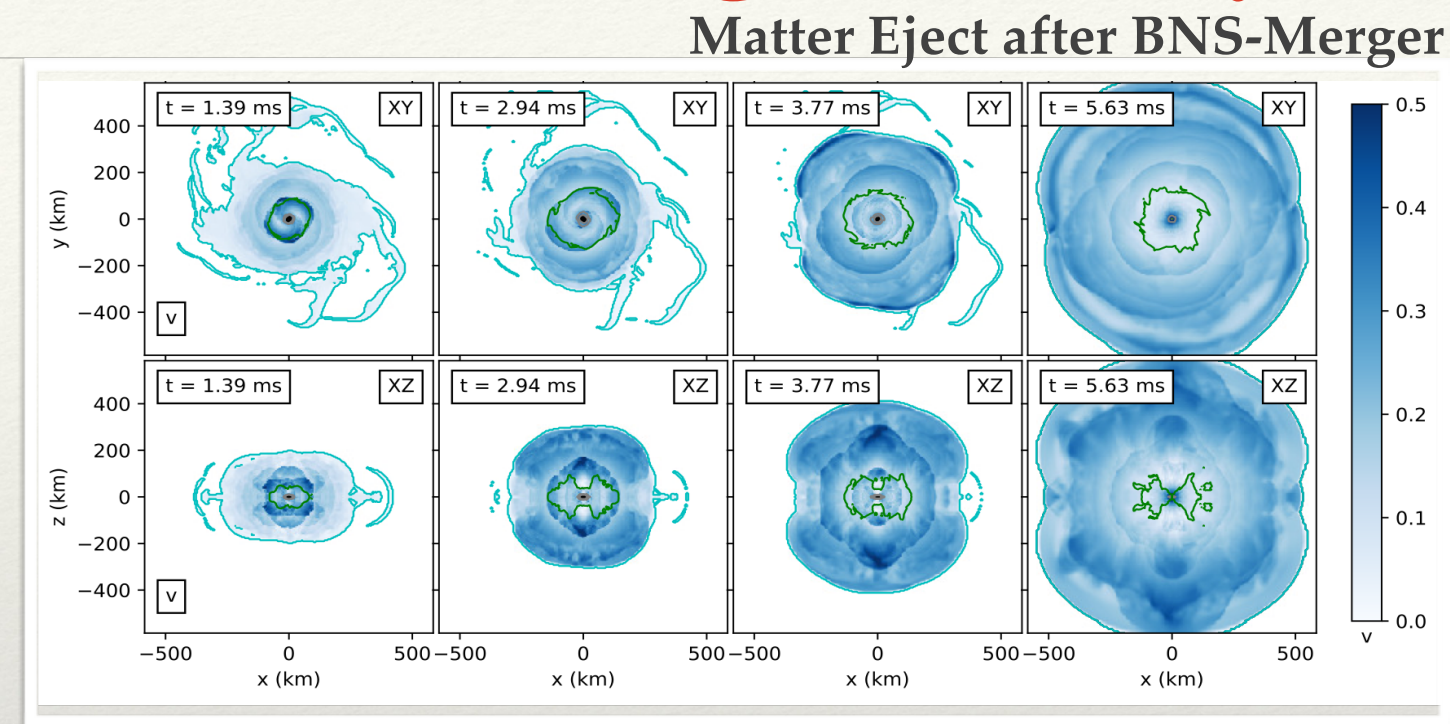 Matter Eject after BNS-Merger
t = 1.39 ms XY t = 2.94 ms XY t = 3.77 ms XY t = 5.63 ms XY
400
200
0
−200
−400
y (km)
v
t = 1.39 ms XZ t = 2.94 ms XZ t = 3.77 ms XZ t = 5.63 ms XZ
400
200
0
−200
−400
z (km)
v
−500 0 500 −500 0 500 −500 0 500 −500 0 500
x (km) x (km) x (km) x (km)
0.5
0.4
0.3
0.2
0.1
0.0
v